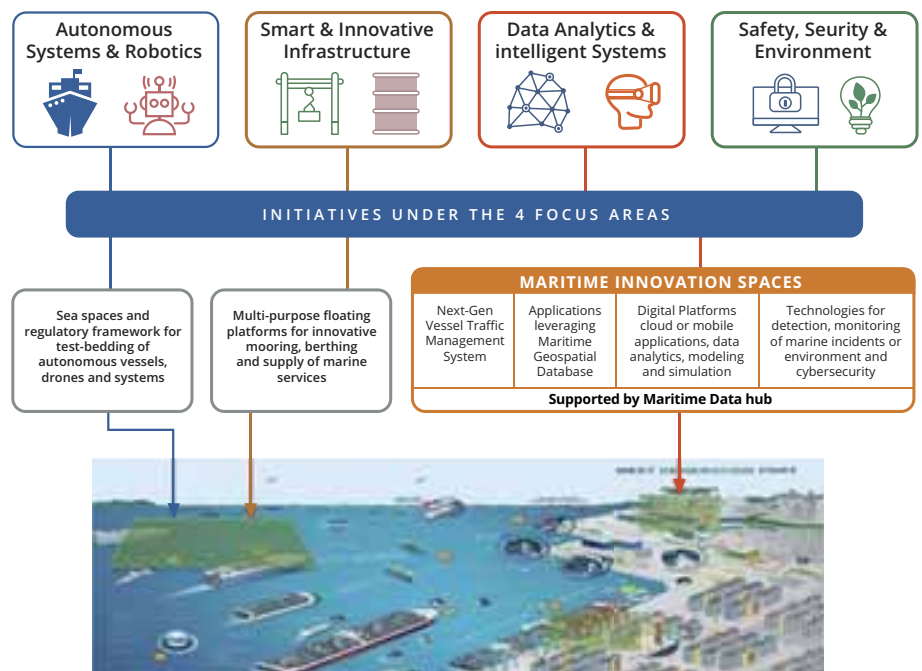 Autonomous
Systems & Robotics
Smart & Innovative
Infrastructure
Data Analytics &
intelligent Systems
Safety, Seurity &
Environment
INITIATIVES UNDER THE 4 FOCUS AREAS
Sea spaces and
regulatory framework for
test-bedding of
autonomous vessels,
drones and systems
Multi-purpose floating
platforms for innovative
mooring, berthing
and supply of marine
services
MARITIME INNOVATION SPACES
Next-Gen
Vessel Traffic
Management
System
Applications
leveraging
Maritime
Geospatial
Database
Digital Platforms
cloud or mobile
applications, data
analytics, modeling
and simulation
Technologies for
detection, monitoring
of marine incidents or
environment and
cybersecurity
Supported by Maritime Data hub